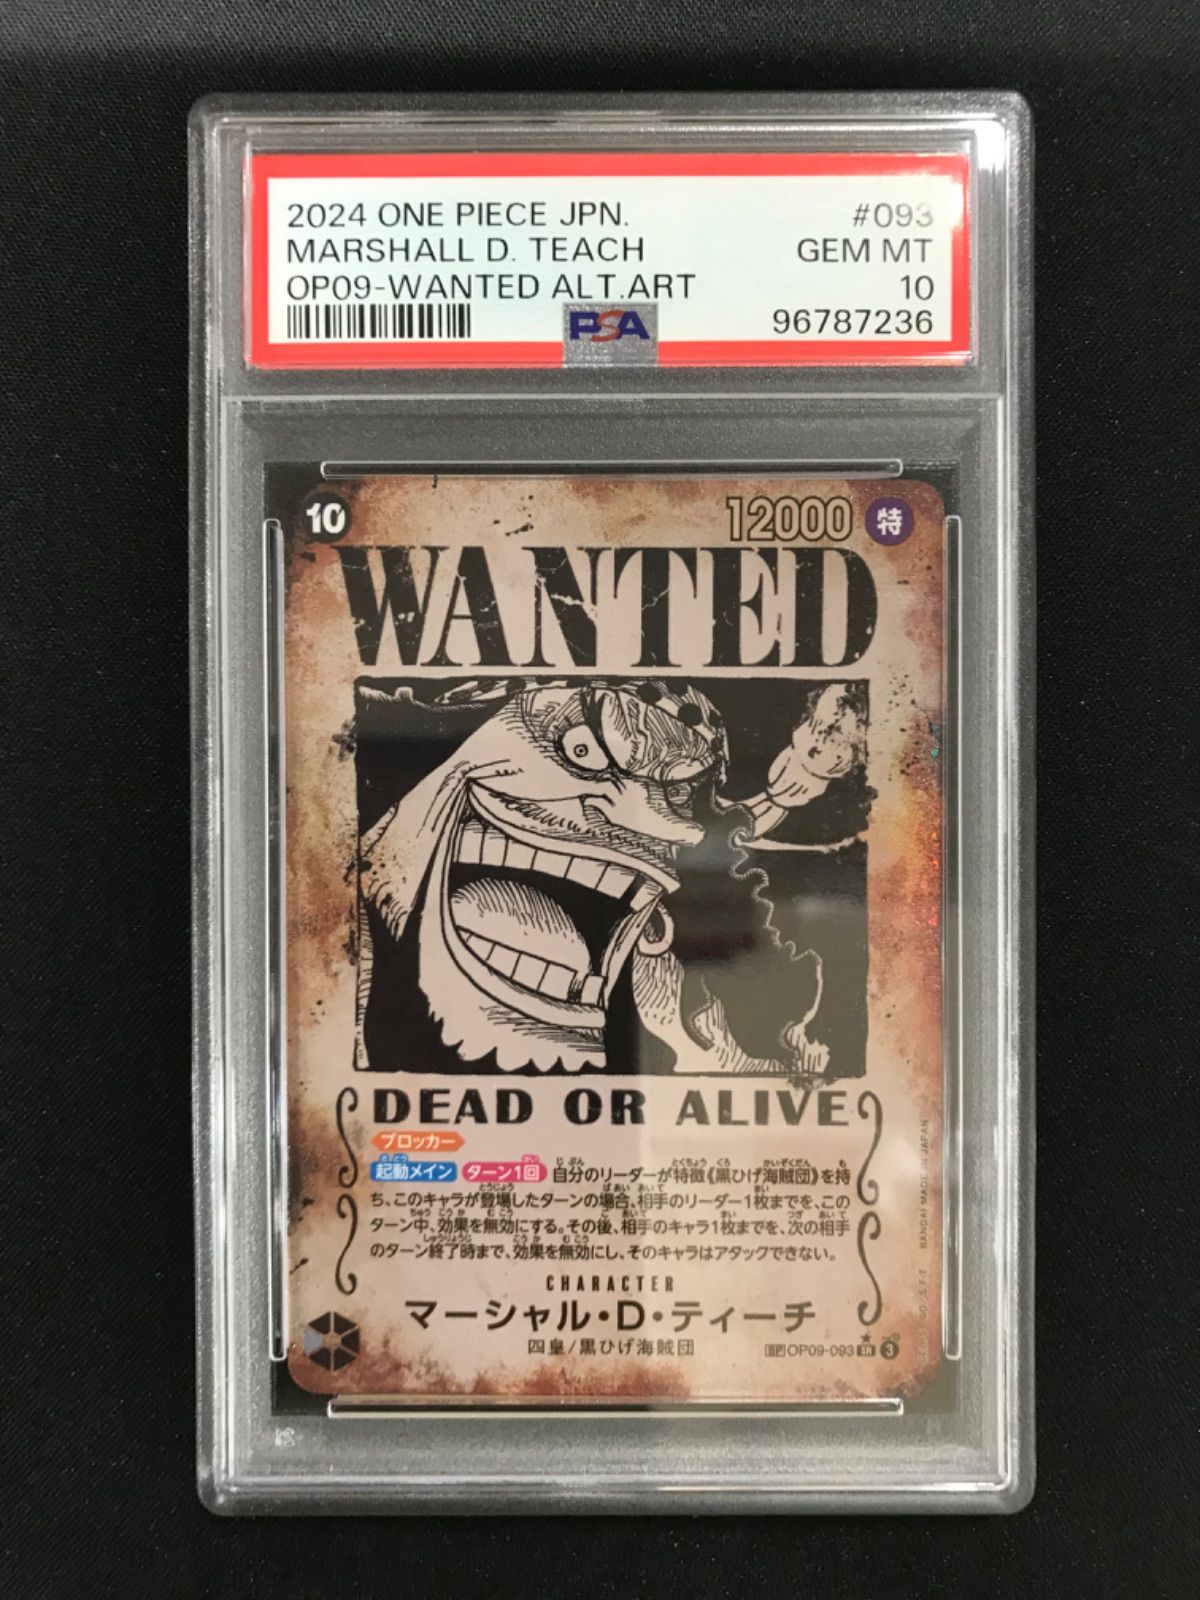 2024 ONE PIECE JPN. #093
MARSHALL D. TEACH GEM MT
OP09-WANTED ALT.ART 10
PSA 96787236
10 12000 特
WANTED
DEAD OR ALIVE
ブロッカー
起動メイン ターン1回 自分のリーダーが特徴《黒ひげ海賊団》を持
ち、このキャラが登場したターンの場合、相手のリーダー1枚までを、この
ターン中、効果を無効にする。その後、相手のキャラ1枚までを、次の相手
のターン終了時まで、効果を無効にし、そのキャラはアタックできない。
CHARACTER
マーシャル・D・ティーチ
四皇/黒ひげ海賊団
SP OP09-093 SR 3
BANDAI MADE IN JAPAN